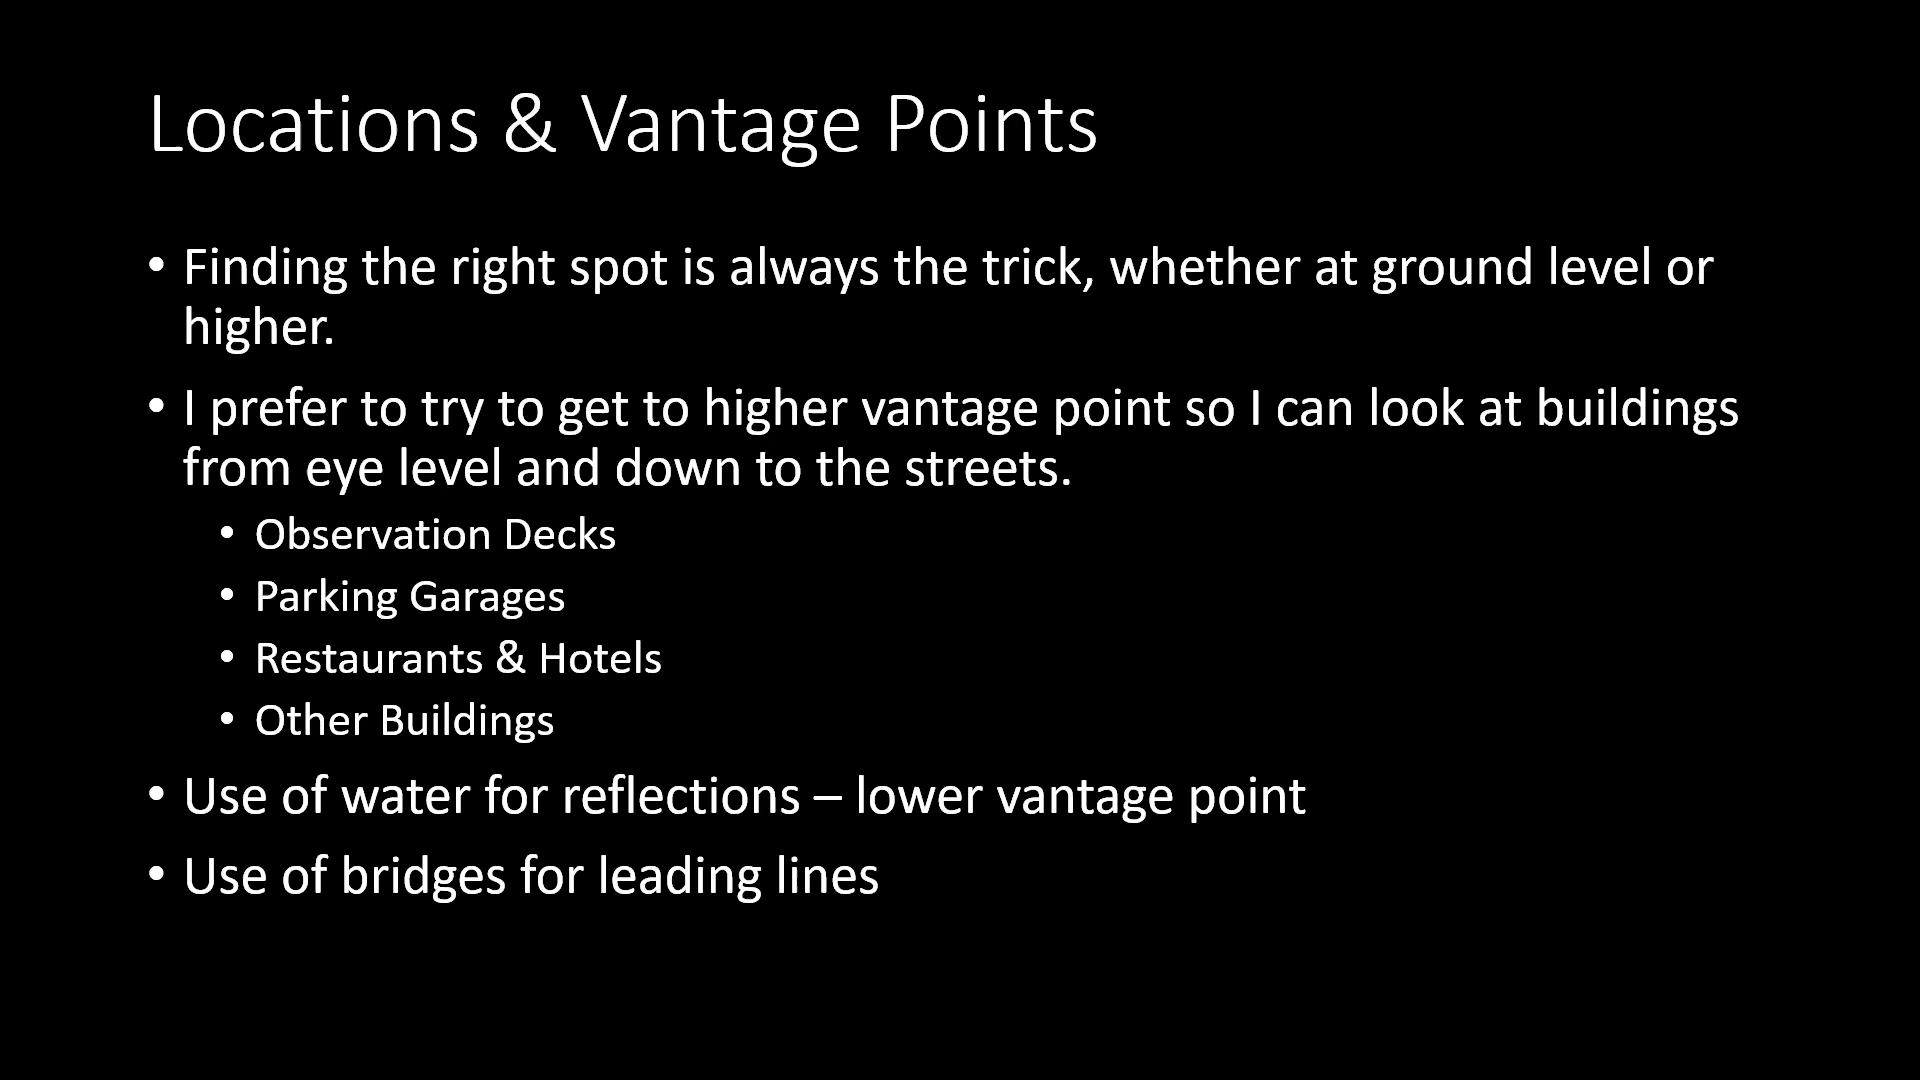 Locations & Vantage Points
• Finding the right spot is always the trick, whether at ground level or
higher.
• I prefer to try to get to higher vantage point so I can look at buildings
from eye level and down to the streets.
• Observation Decks
• Parking Garages
• Restaurants & Hotels
• Other Buildings
• Use of water for reflections – lower vantage point
• Use of bridges for leading lines